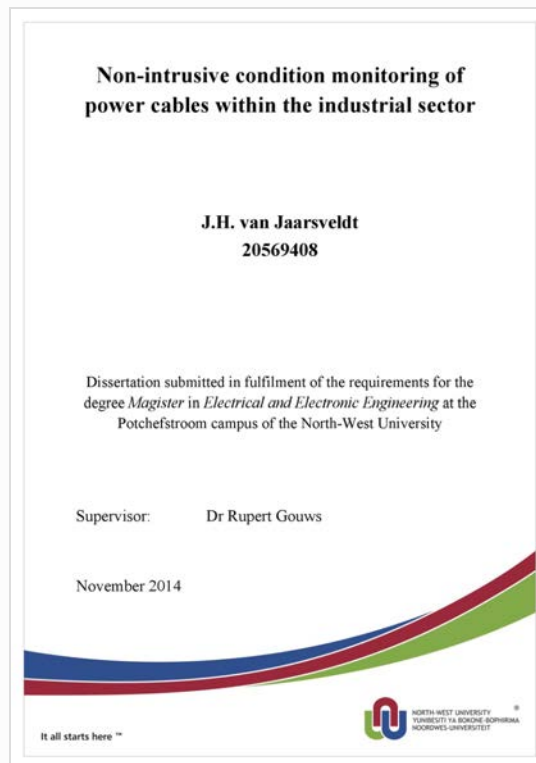 Non-intrusive condition monitoring of
power cables within the industrial sector
J.H. van Jaarsveldt
20569408
Dissertation submitted in fulfilment of the requirements for the
degree Magister in Electrical and Electronic Engineering at the
Potchefstroom campus of the North-West University
Supervisor: Dr Rupert Gouws
November 2014
It all starts here ™
NORTH-WEST UNIVERSITY ®
YUNIBESITI YA BOKONE-BOPHIRIMA
NOORDWES-UNIVERSITEIT